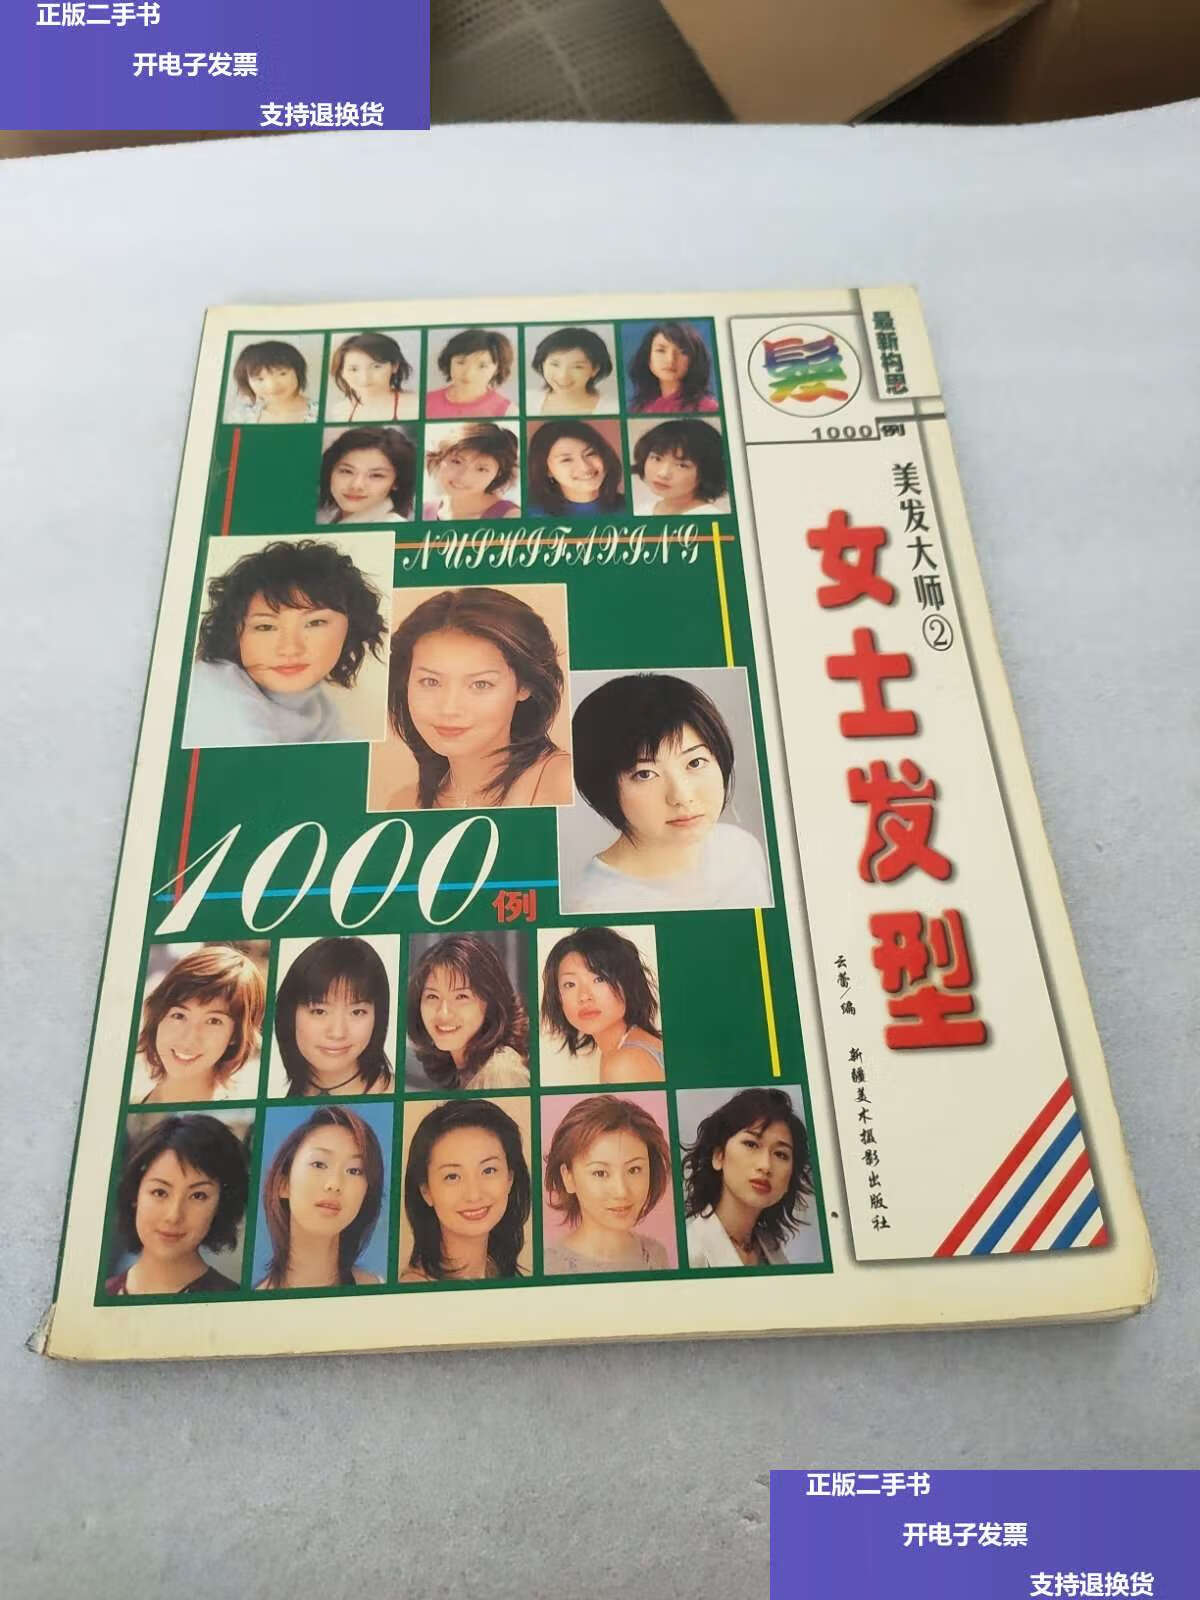 正版二手书
开电子发票
支持退换货
最新构思
髮
1000例
美发大师②
女士发型
NUSHIFAXING
1000例
云蕾/编
新疆美术摄影出版社
正版二手书
开电子发票
支持退换货